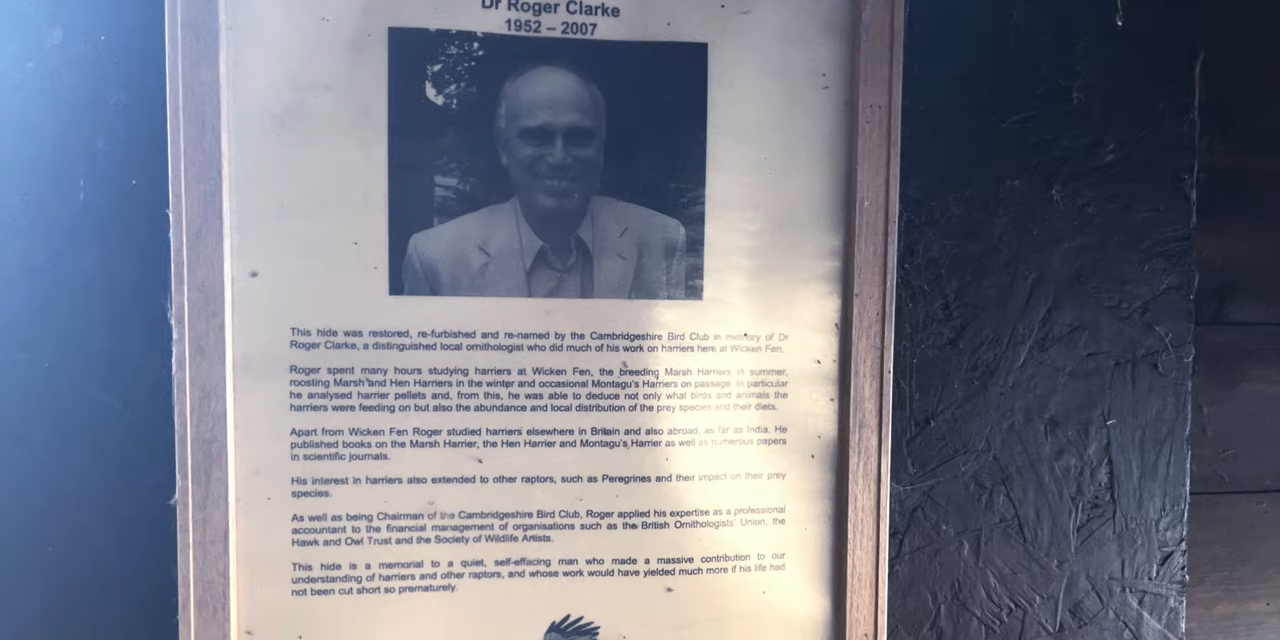 Dr Roger Clarke
1952 – 2007
This hide was restored, re-furbished and re-named by the Cambridgeshire Bird Club in memory of Dr
Roger Clarke, a distinguished local ornithologist who did much of his work on harriers here at Wicken Fen.
Roger spent many hours studying harriers at Wicken Fen, the breeding Marsh Harriers in summer,
roosting Marsh and Hen Harriers in the winter and occasional Montagu's Harriers on passage. In particular
he analysed harrier pellets and, from this, he was able to deduce not only what birds and animals the
harriers were feeding on but also the abundance and local distribution of the prey species and their diets.
Apart from Wicken Fen Roger studied harriers elsewhere in Britain and also abroad, as far as India. He
published books on the Marsh Harrier, the Hen Harrier and Montagu's Harrier as well as numerous papers
in scientific journals.
His interest in harriers also extended to other raptors, such as Peregrines and their impact on their prey
species.
As well as being Chairman of the Cambridgeshire Bird Club, Roger applied his expertise as a professional
accountant to the financial management of organisations such as the British Ornithologists' Union, the
Hawk and Owl Trust and the Society of Wildlife Artists.
This hide is a memorial to a quiet, self-effacing man who made a massive contribution to our
understanding of harriers and other raptors, and whose work would have yielded much more if his life had
not been cut short so prematurely.